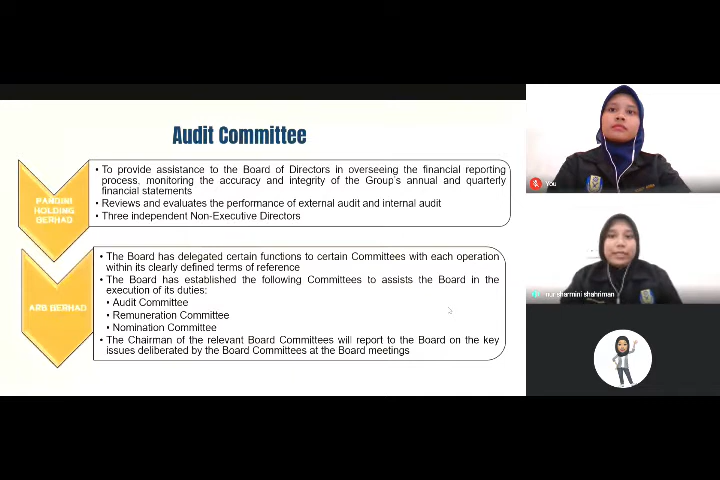 Audit Committee
PANSINI
HOLDING
BERHAD
• To provide assistance to the Board of Directors in overseeing the financial reporting
process, monitoring the accuracy and integrity of the Group's annual and quarterly
financial statements
• Reviews and evaluates the performance of external audit and internal audit
• Three independent Non-Executive Directors
ARB BERHAD
• The Board has delegated certain functions to certain Committees with each operation
within its clearly defined terms of reference
• The Board has established the following Committees to assists the Board in the
execution of its duties:
• Audit Committee
• Remuneration Committee
• Nomination Committee
• The Chairman of the relevant Board Committees will report to the Board on the key
issues deliberated by the Board Committees at the Board meetings
You
nur sharmini shahriman